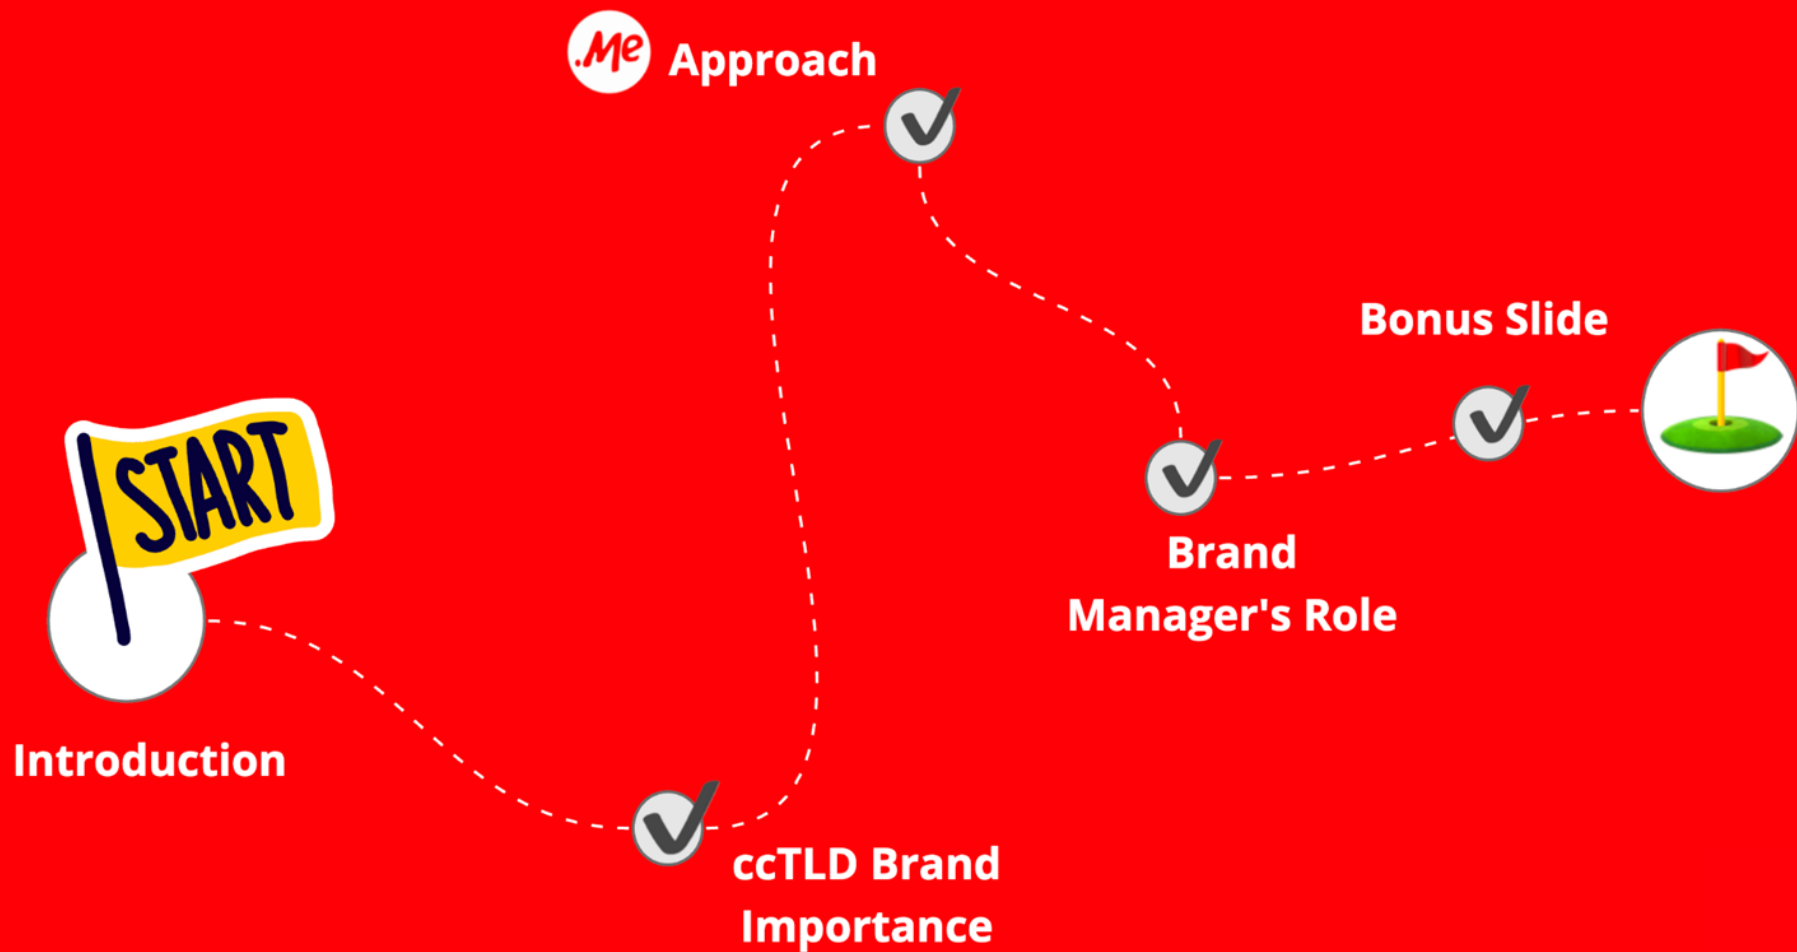 .Me Approach
Bonus Slide
START
Brand
Manager's Role
Introduction
ccTLD Brand
Importance